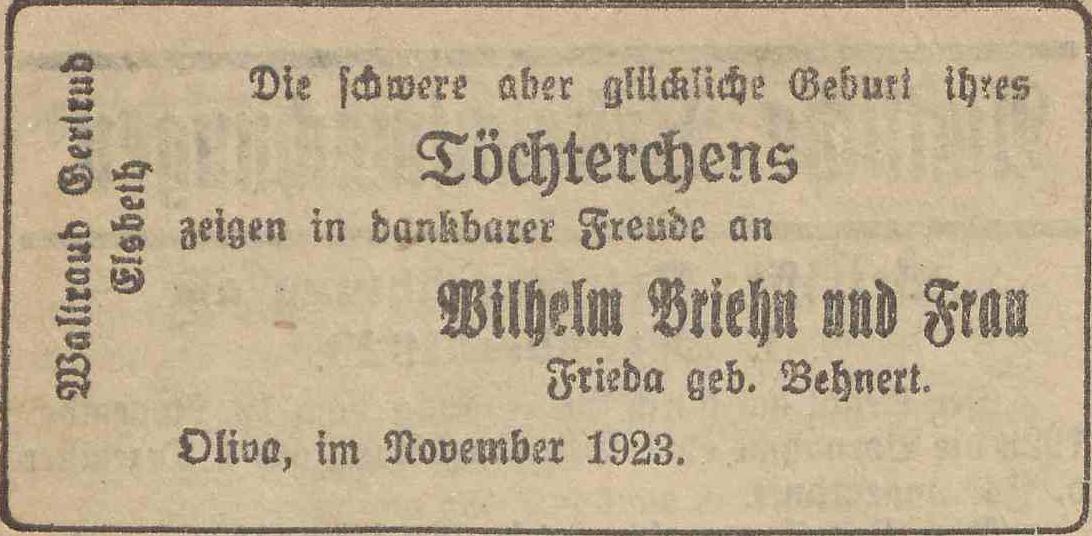 Waltraud Gertrud
Elsbeth
Die schwere aber glückliche Geburt ihres
Töchterchens
zeigen in dankbarer Freude an
Wilhelm Briehn und Frau
Frieda geb. Behnert.
Oliva, im November 1923.